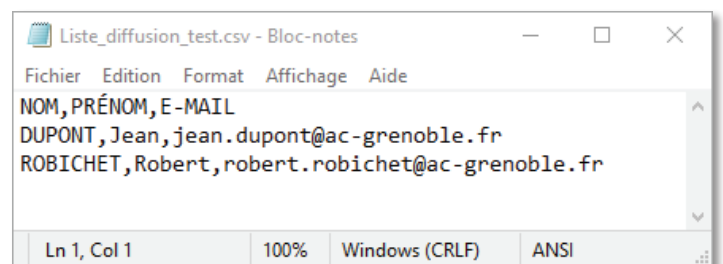 Liste_diffusion_test.csv - Bloc-notes
Fichier Edition Format Affichage Aide
NOM,PRÉNOM,E-MAIL
DUPONT,Jean,jean.dupont@ac-grenoble.fr
ROBICHET,Robert,robert.robichet@ac-grenoble.fr
Ln 1, Col 1 100% Windows (CRLF) ANSI